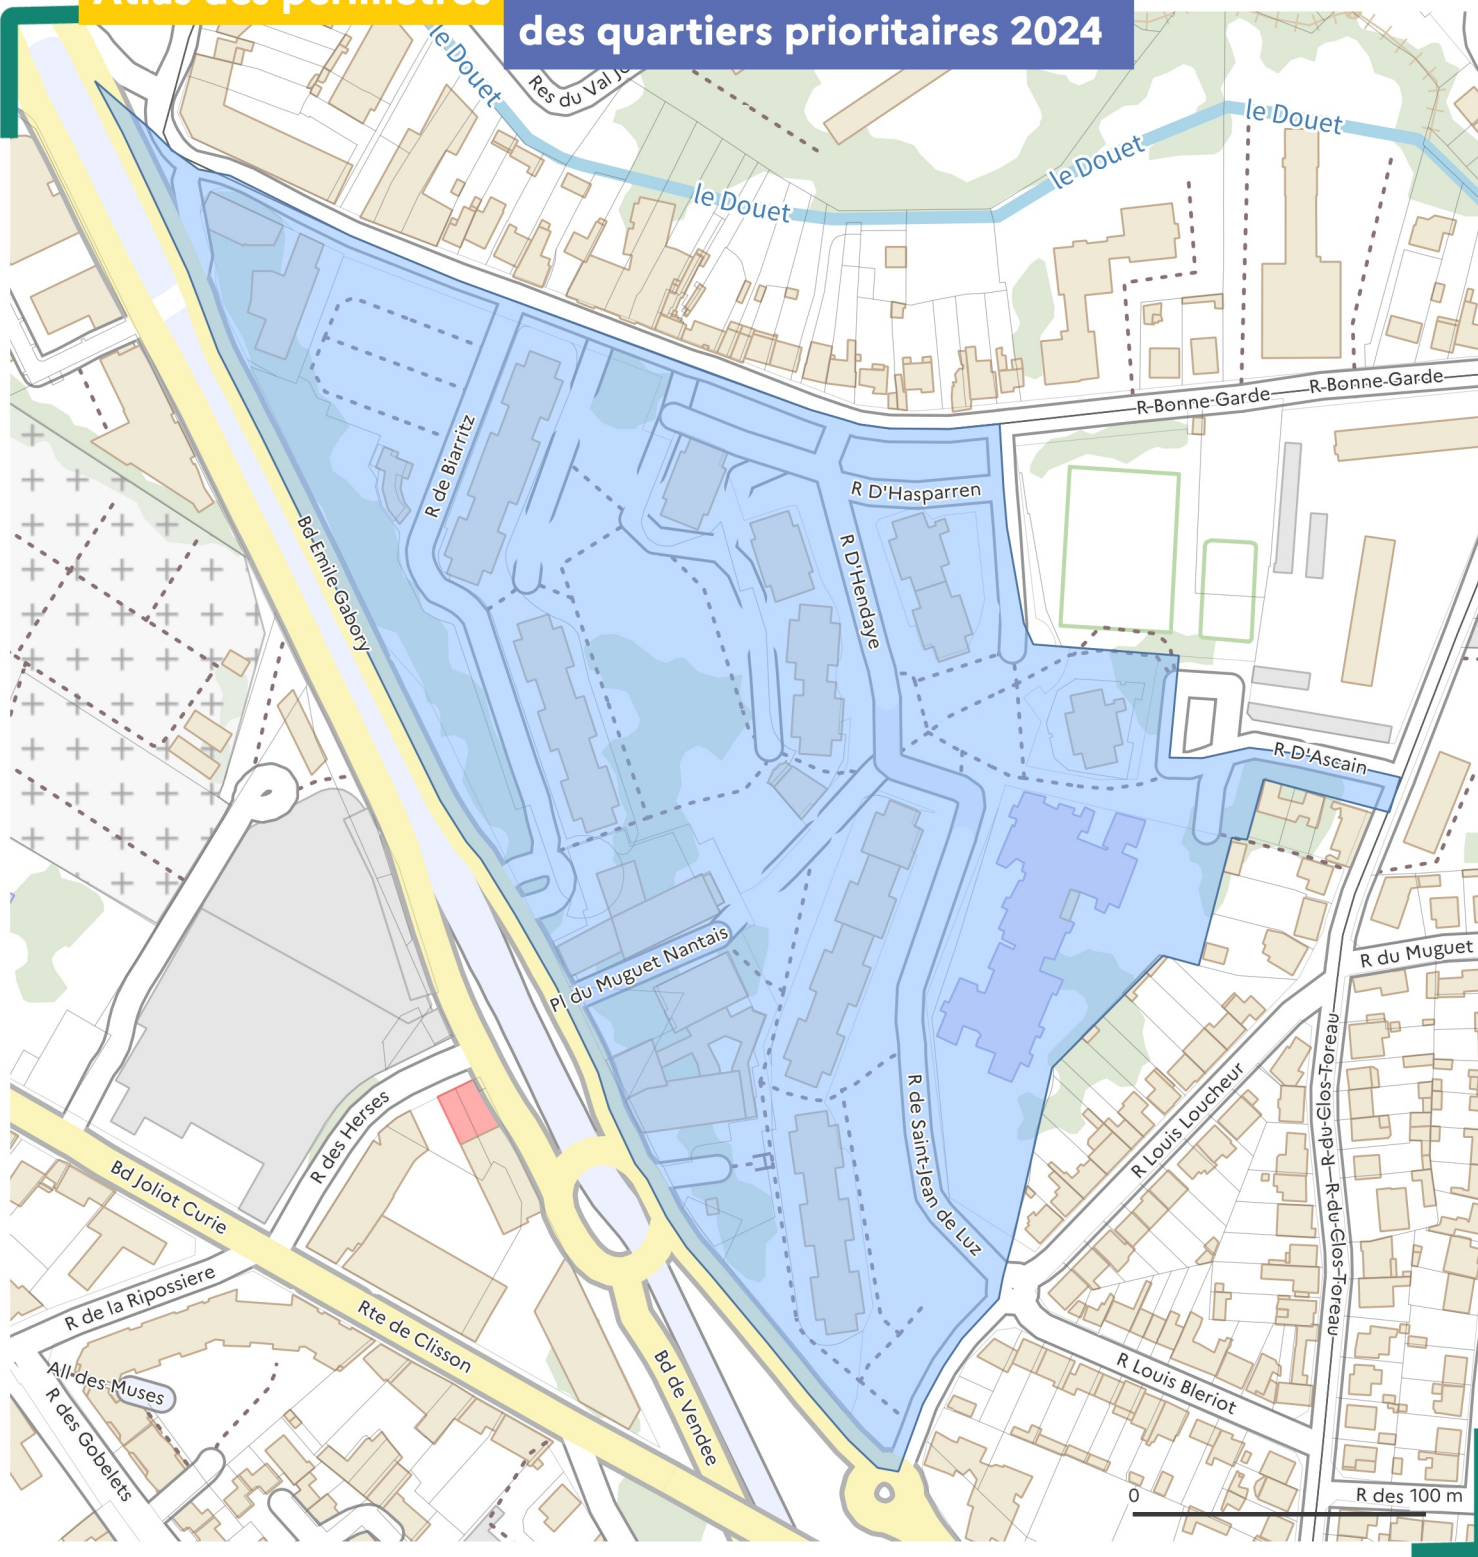 Atlas des périmètres
des quartiers prioritaires 2024
le Douet
Res du Val
le Douet
le Douet
le Douet
R Bonne-Garde
R Bonne-Garde
R de Biarritz
R D'Hasparren
R D'Hendaye
Bd Emile Gabory
R D'Ascain
Pl du Muguet Nantais
R du Muguet
R des Herses
R de Saint-Jean de Luz
R Louis Loucheur
R-du-Clos-Toreau
R-du-Clos-Toreau
Bd Joliot Curie
R de la Ripossiere
Rte de Clisson
All des Muses
R des Gobelets
Bd de Vendee
R Louis Bleriot
0
R des 100 m